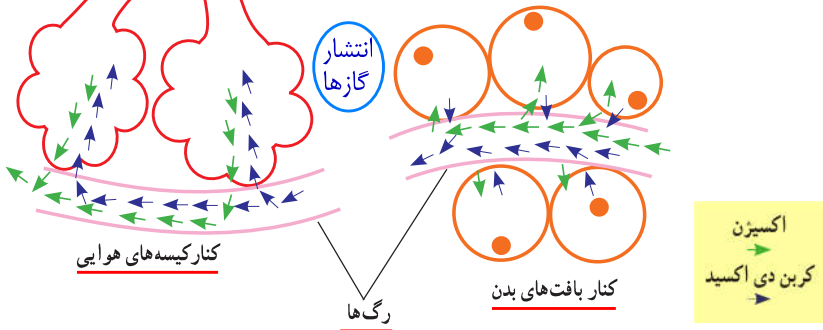 انتشار
گازها
اکسیژن
کربن دی اکسید
کنار کیسه‌های هوایی
کنار بافت‌های بدن
رگ‌ها